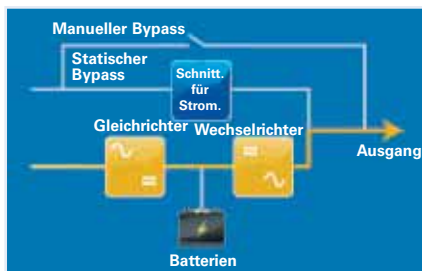 Manueller Bypass
Statischer
Bypass
Schnitt.
für
Strom.
Gleichrichter
Wechselrichter
Ausgang
Batterien